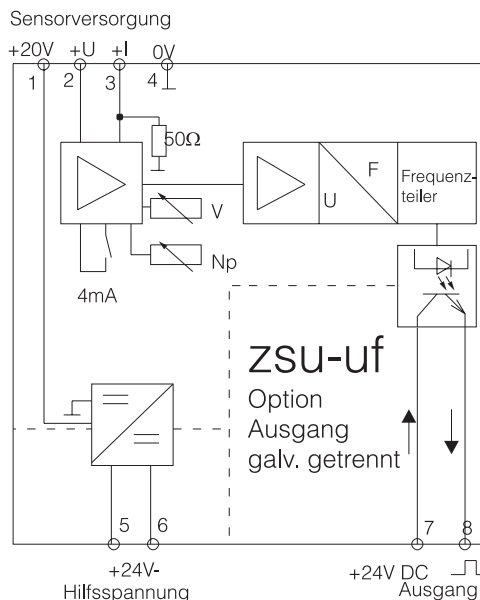 Sensorversorgung
+20V +U +I 0V
1 2 3 4
50Ω
V
Np
4mA
U F
Frequenz-
teiler
zsu-uf
Option
Ausgang
galv. getrennt
5 6 7 8
+24V-
Hilfsspannung
+24V DC
Ausgang